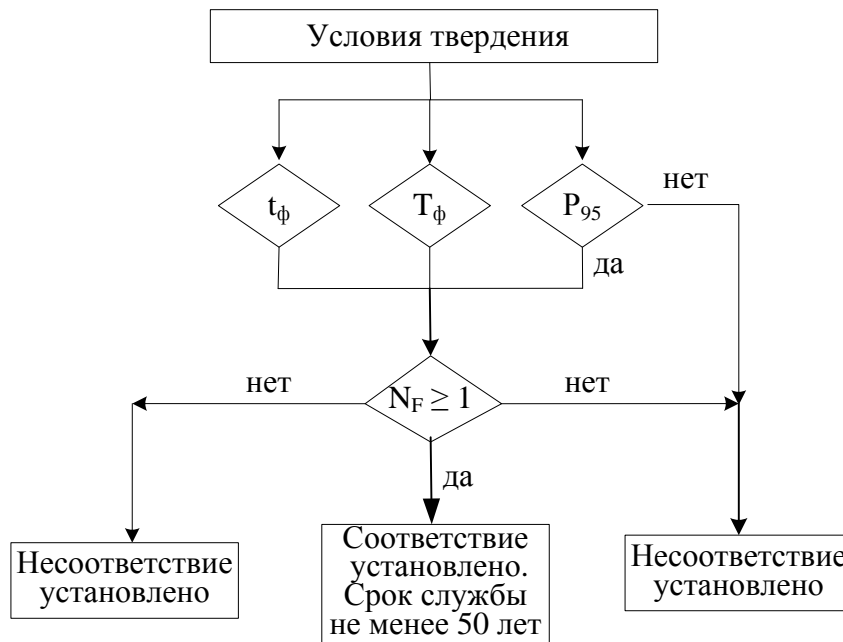 Условия твердения
tф
Tф
P95
нет
да
нет
NF ≥ 1
нет
да
Несоответствие
установлено
Соответствие
установлено.
Срок службы
не менее 50 лет
Несоответствие
установлено